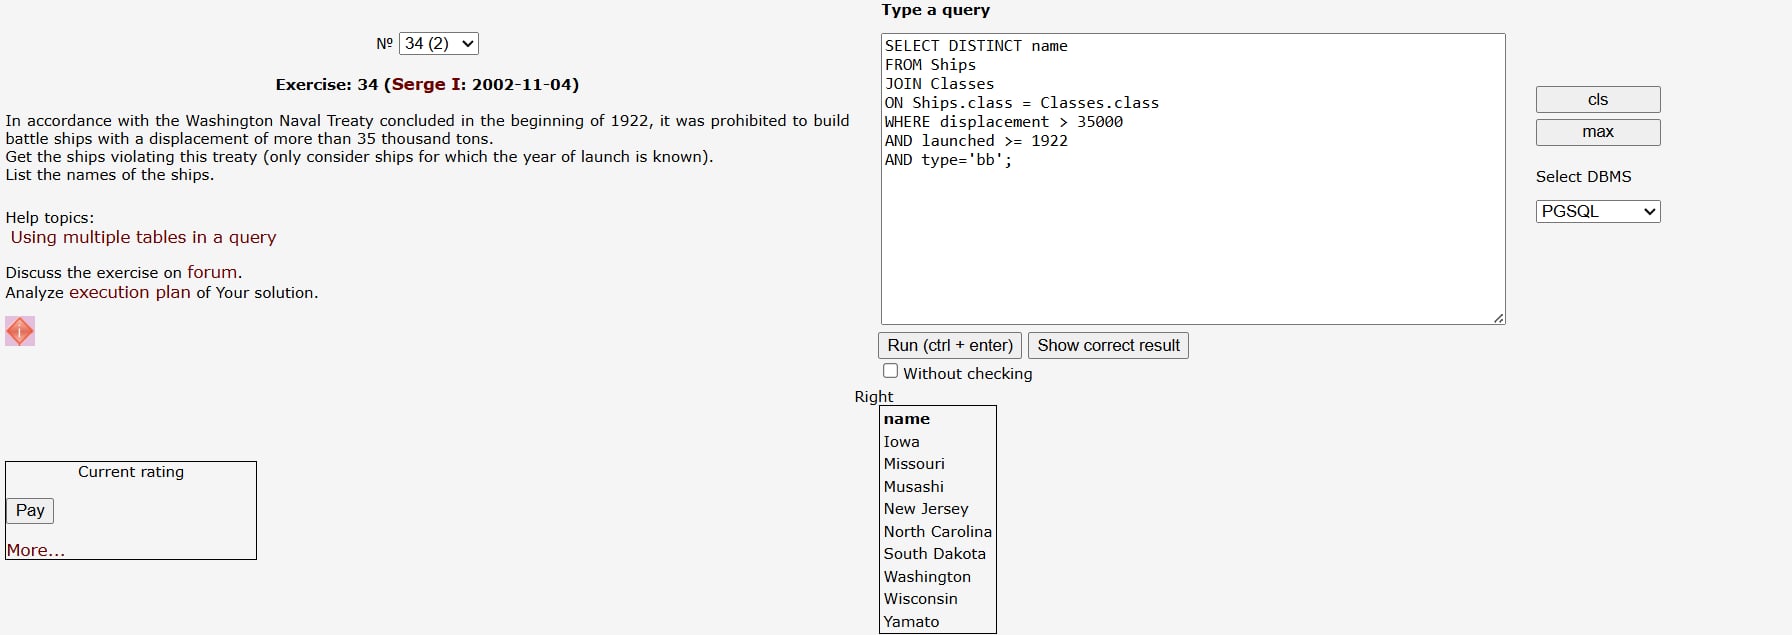 Nº 34 (2)
Exercise: 34 (Serge I: 2002-11-04)
In accordance with the Washington Naval Treaty concluded in the beginning of 1922, it was prohibited to build
battle ships with a displacement of more than 35 thousand tons.
Get the ships violating this treaty (only consider ships for which the year of launch is known).
List the names of the ships.
Help topics:
Using multiple tables in a query
Discuss the exercise on forum.
Analyze execution plan of Your solution.
i
Current rating
Pay
More...
Type a query
SELECT DISTINCT name
FROM Ships
JOIN Classes
ON Ships.class = Classes.class
WHERE displacement > 35000
AND launched >= 1922
AND type='bb';
cls
max
Select DBMS
PGSQL
Run (ctrl + enter) Show correct result
Without checking
Right
name
Iowa
Missouri
Musashi
New Jersey
North Carolina
South Dakota
Washington
Wisconsin
Yamato